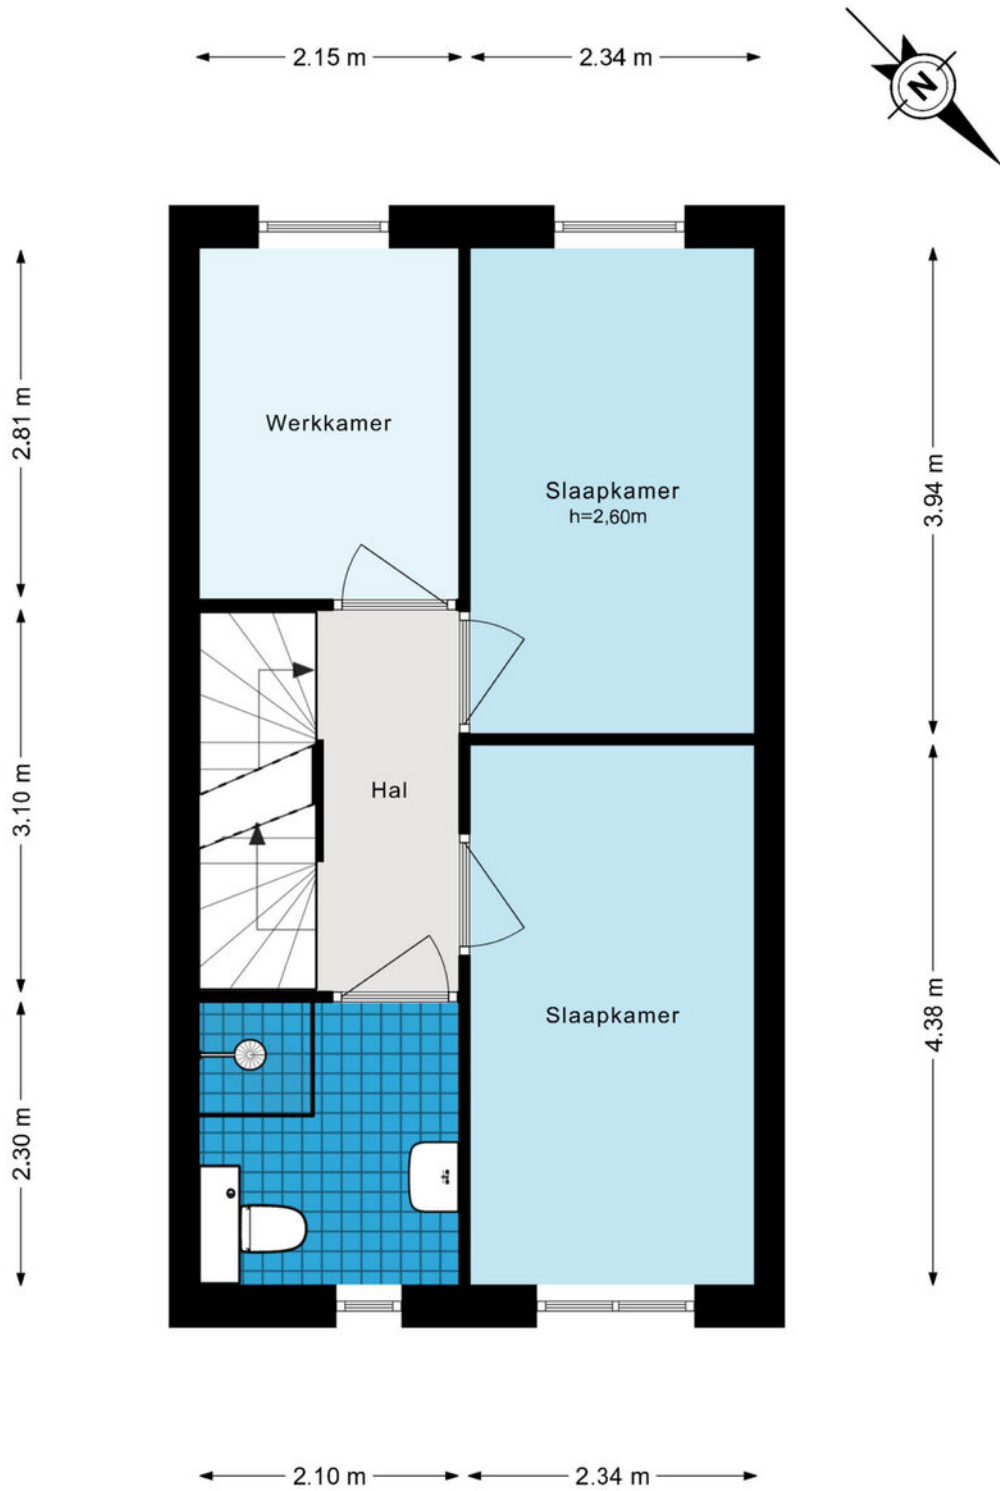 2.15 m
2.34 m
N
2.81 m
Werkkamer
Slaapkamer
h=2,60m
3.94 m
3.10 m
Hal
Slaapkamer
4.38 m
2.30 m
2.10 m
2.34 m